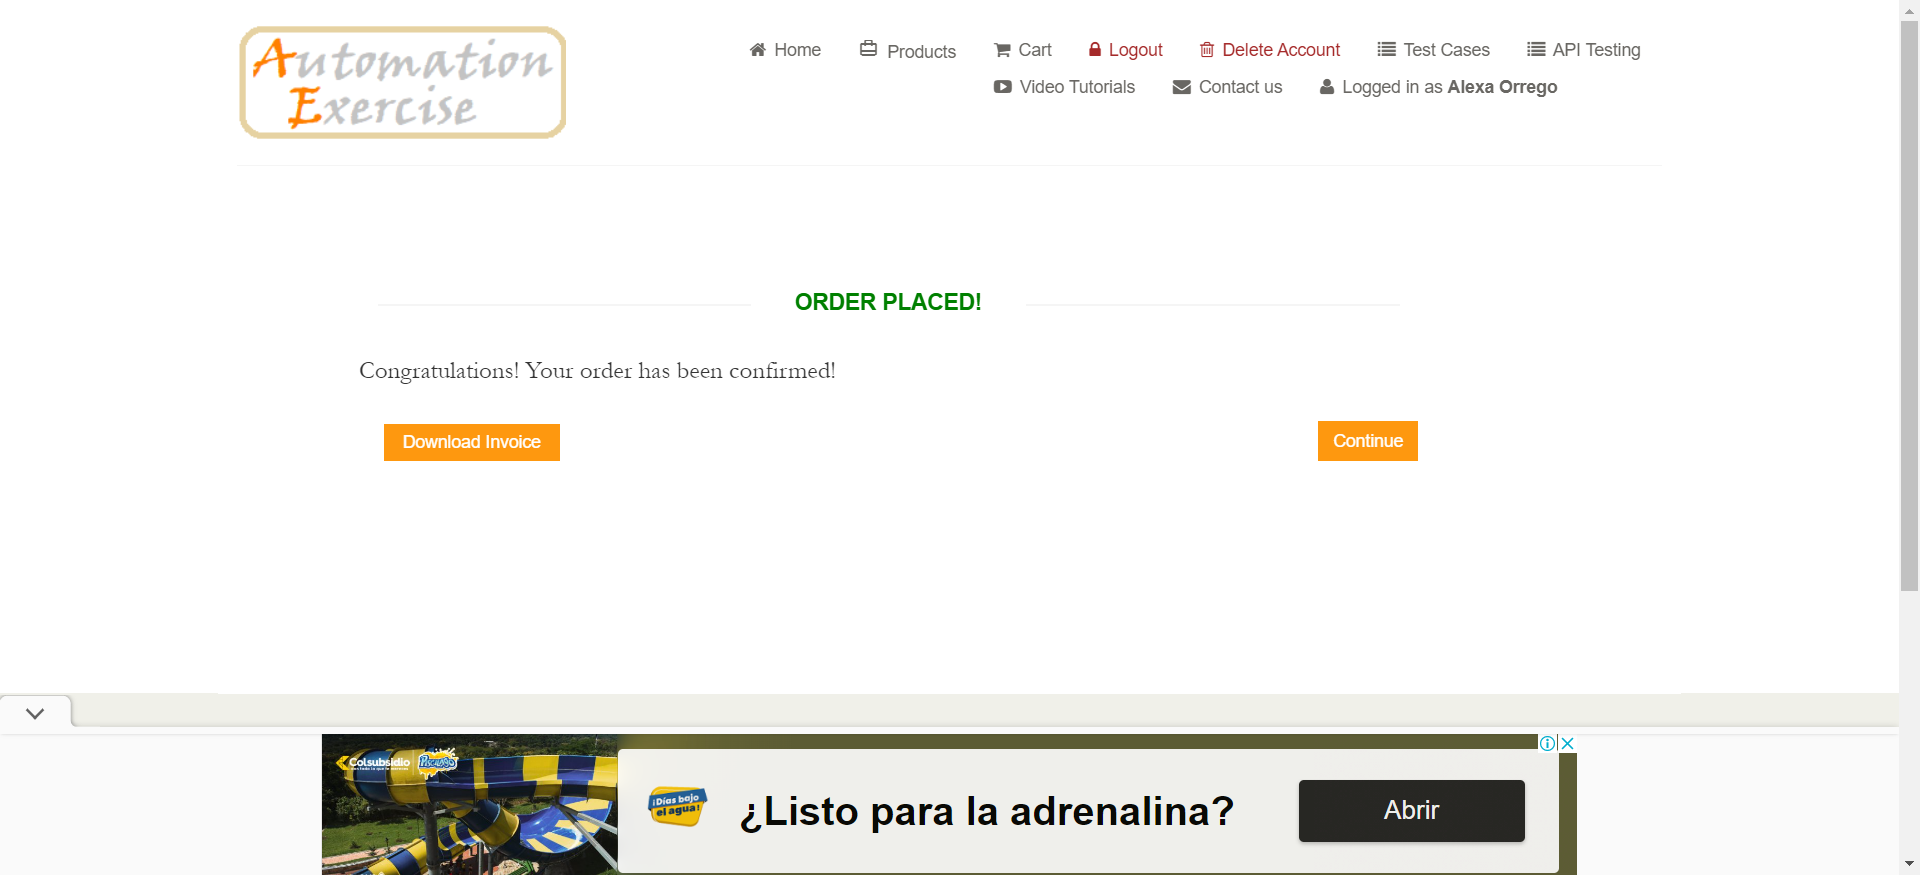 Automation
Exercise
Home
Products
Cart
Logout
Delete Account
Test Cases
API Testing
Video Tutorials
Contact us
Logged in as Alexa Orrego
ORDER PLACED!
Congratulations! Your order has been confirmed!
Download Invoice
Continue
Colsubsidio
¡Días bajo
el agua!
¿Listo para la adrenalina?
Abrir